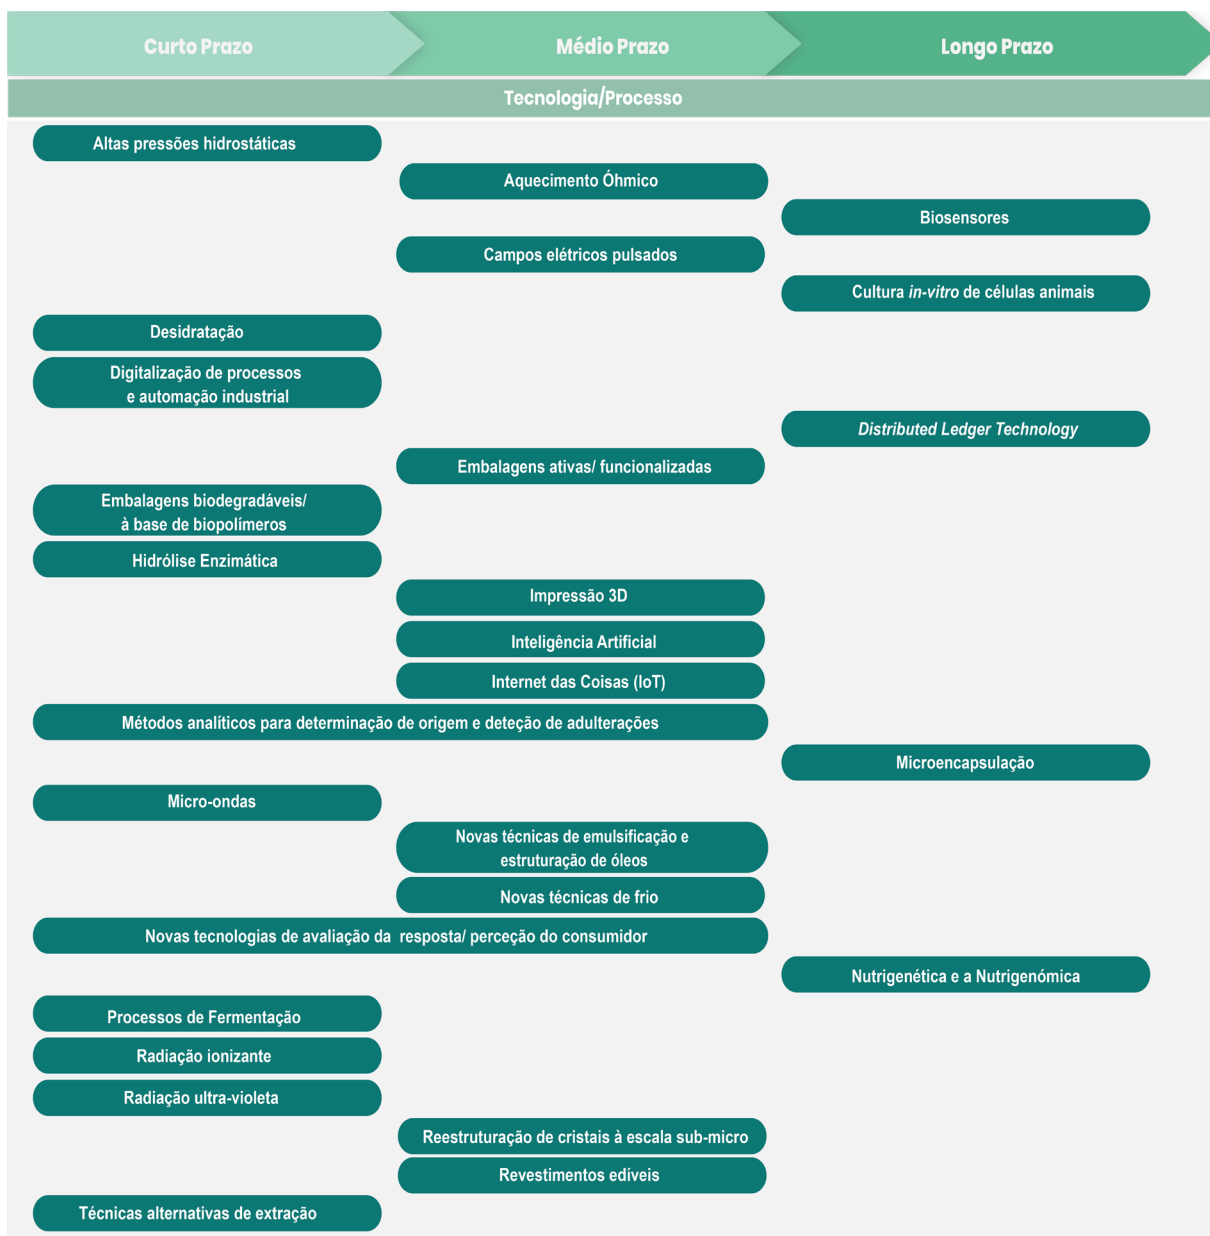 Curto Prazo
Médio Prazo
Longo Prazo
Tecnologia/Processo
Altas pressões hidrostáticas
Aquecimento Óhmico
Biosensores
Campos elétricos pulsados
Cultura in-vitro de células animais
Desidratação
Digitalização de processos
e automação industrial
Distributed Ledger Technology
Embalagens ativas/ funcionalizadas
Embalagens biodegradáveis/
à base de biopolímeros
Hidrólise Enzimática
Impressão 3D
Inteligência Artificial
Internet das Coisas (IoT)
Métodos analíticos para determinação de origem e deteção de adulterações
Microencapsulação
Micro-ondas
Novas técnicas de emulsificação e
estruturação de óleos
Novas técnicas de frio
Novas tecnologias de avaliação da resposta/ perceção do consumidor
Nutrigenética e a Nutrigenómica
Processos de Fermentação
Radiação ionizante
Radiação ultra-violeta
Reestruturação de cristais à escala sub-micro
Revestimentos edíveis
Técnicas alternativas de extração